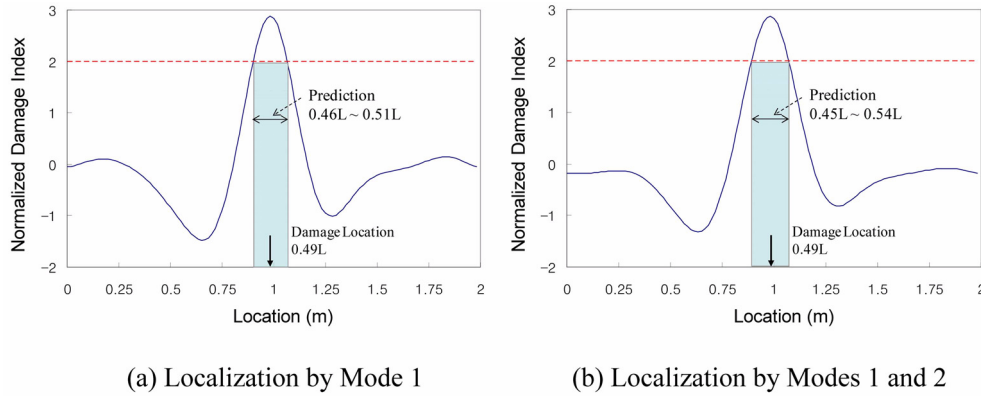 Normalized Damage Index
3
2
1
0
-1
-2
Prediction
0.46L ~ 0.51L
Damage Location
0.49L
0 0.25 0.5 0.75 1 1.25 1.5 1.75 2
Location (m)
(a) Localization by Mode 1
Normalized Damage Index
3
2
1
0
-1
-2
Prediction
0.45L ~ 0.54L
Damage Location
0.49L
0 0.25 0.5 0.75 1 1.25 1.5 1.75 2
Location (m)
(b) Localization by Modes 1 and 2